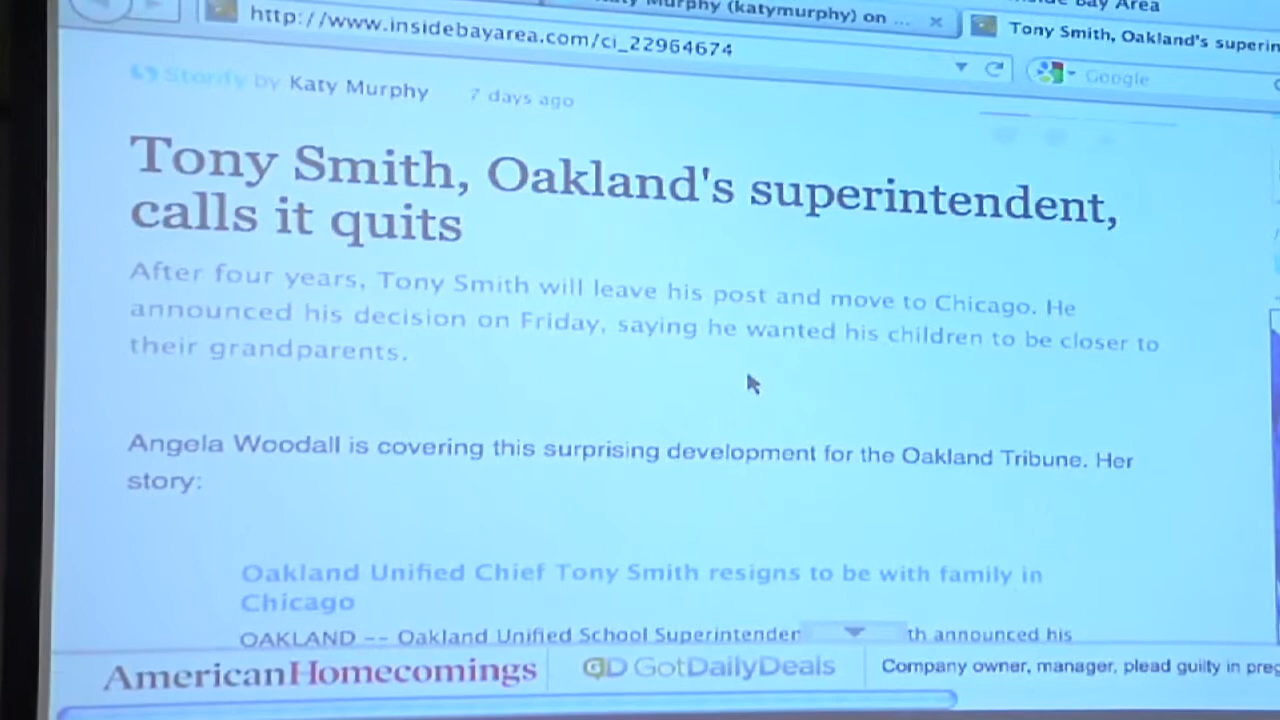 Murphy (katymurphy) on ...
Bay Area
http://www.insidebayarea.com/ci_22964674
Tony Smith, Oakland's superin
Google
Storify by Katy Murphy 7 days ago
Tony Smith, Oakland's superintendent,
calls it quits
After four years, Tony Smith will leave his post and move to Chicago. He
announced his decision on Friday, saying he wanted his children to be closer to
their grandparents.
Angela Woodall is covering this surprising development for the Oakland Tribune. Her
story:
Oakland Unified Chief Tony Smith resigns to be with family in
Chicago
OAKLAND -- Oakland Unified School Superintenden th announced his
AmericanHomecomings
GD GotDailyDeals
Company owner, manager, plead guilty in prec